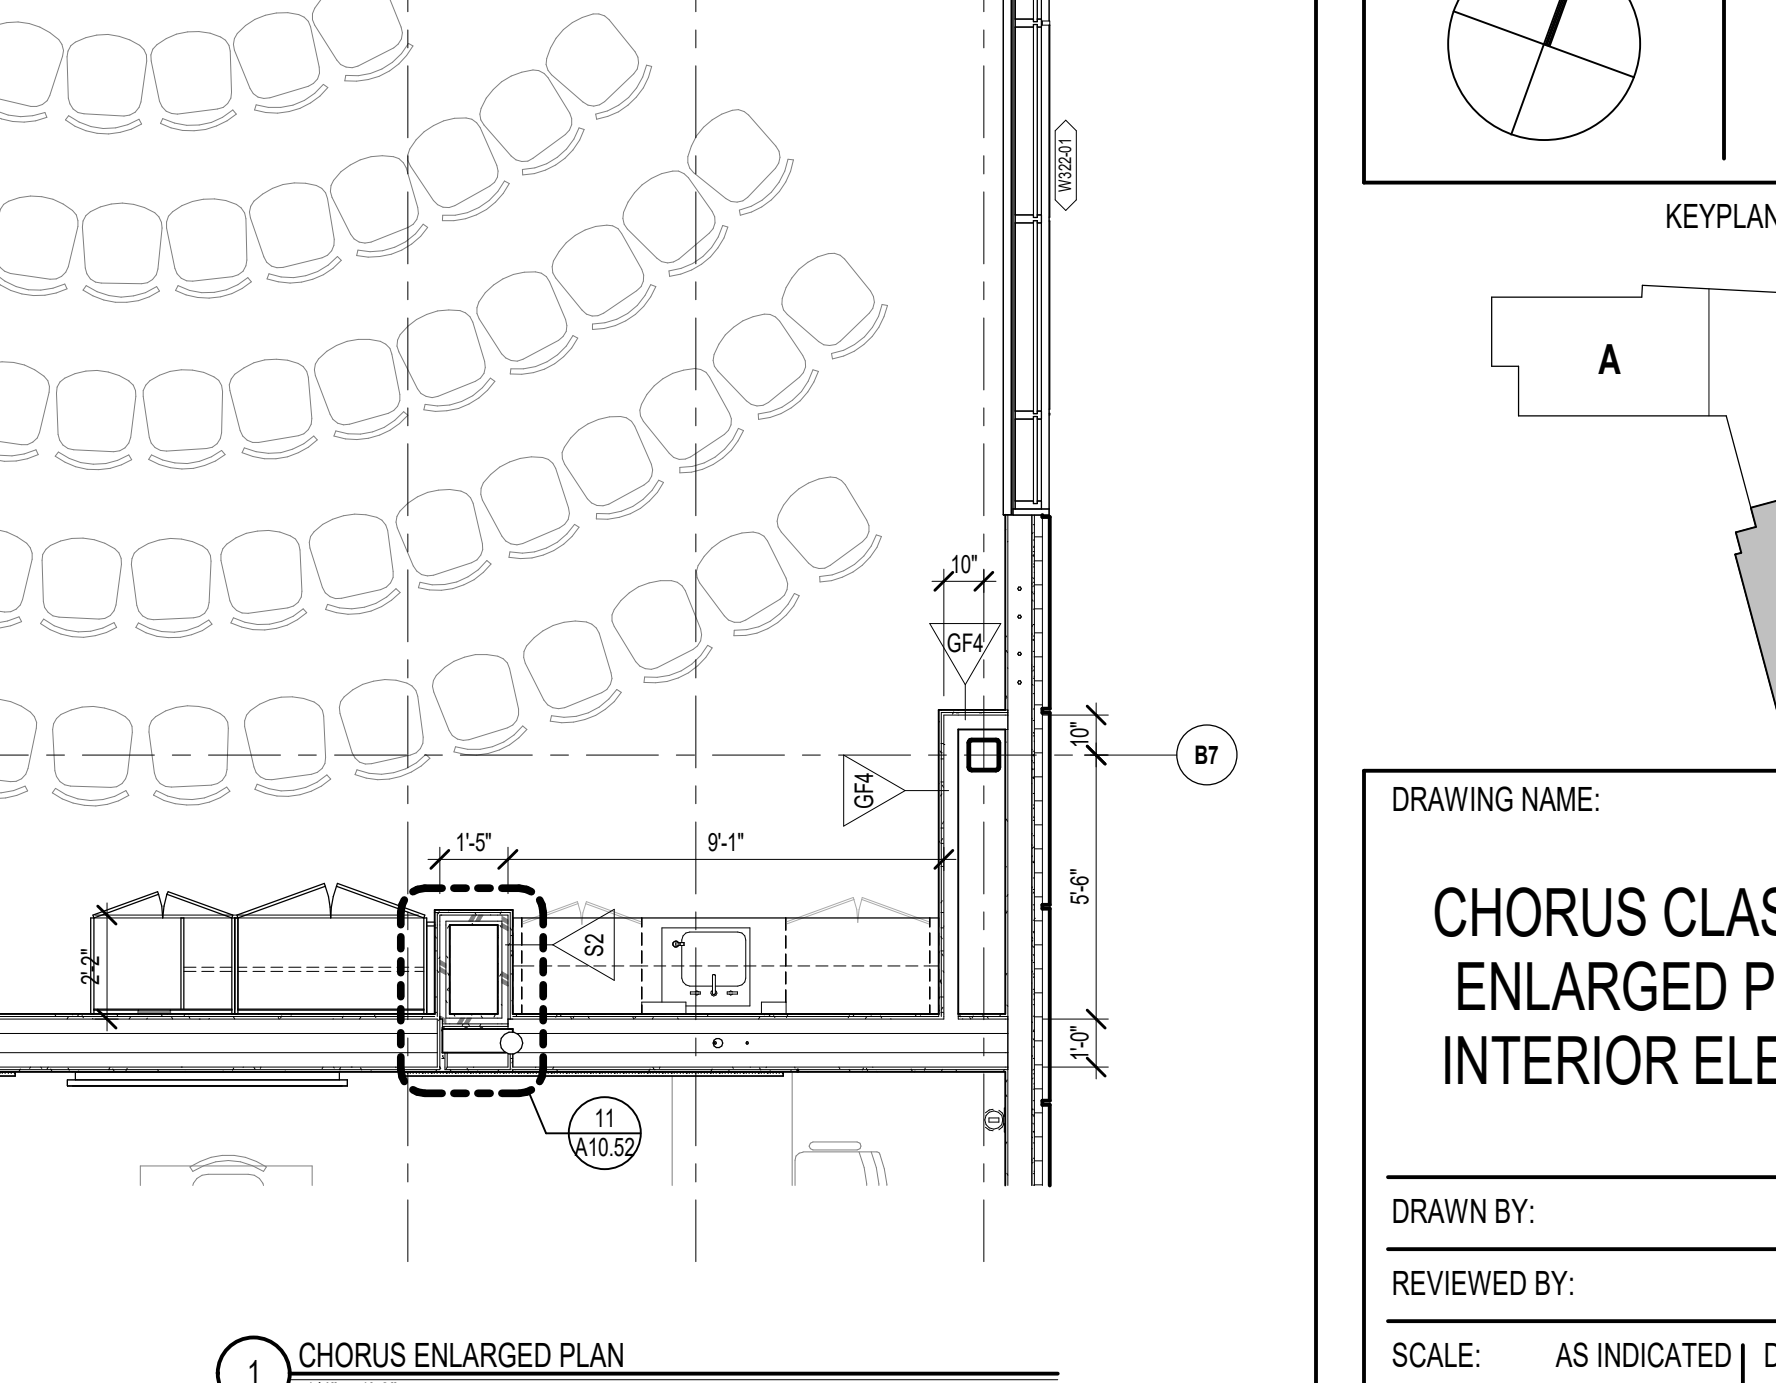 W322-01
KEYPLAN
A
10"
GF4
10"
B7
GF4
DRAWING NAME:
1'-5"
9'-1"
5'-6"
CHORUS CLAS
S2
2'-2"
ENLARGED P
1'-0"
INTERIOR ELE
11
A10.52
DRAWN BY:
REVIEWED BY:
1
CHORUS ENLARGED PLAN
SCALE:
AS INDICATED